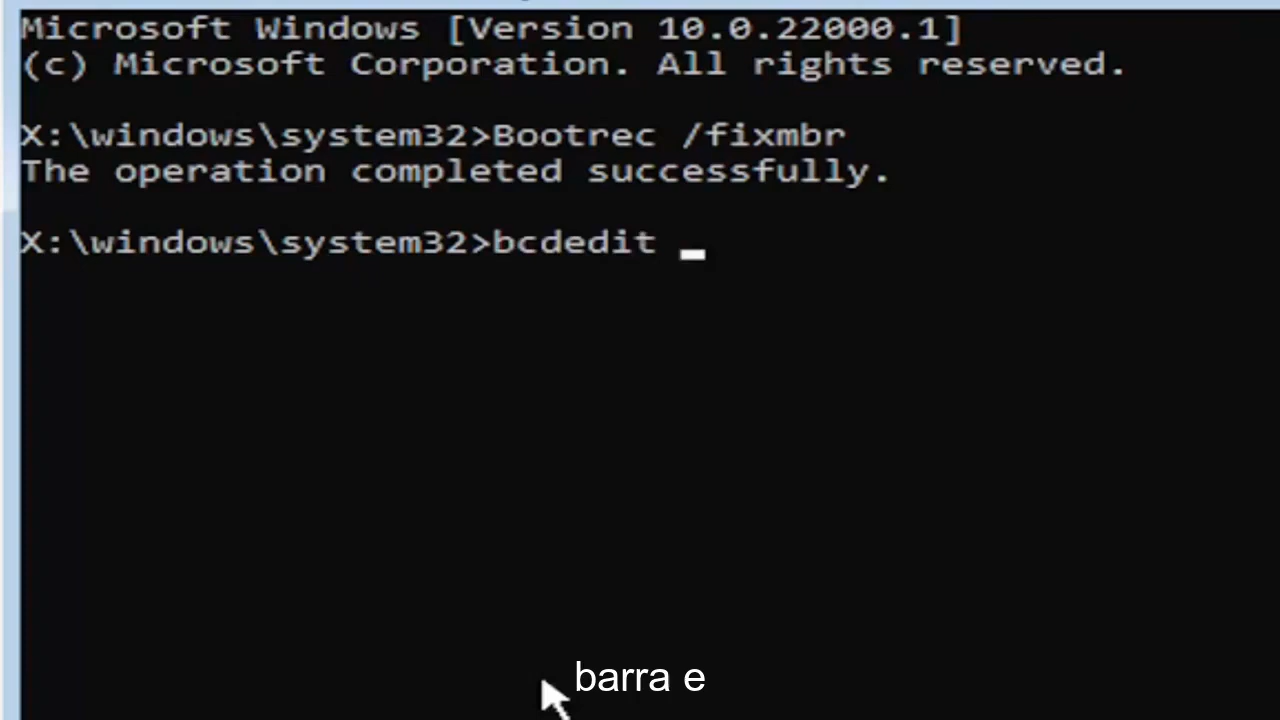 Microsoft Windows [Version 10.0.22000.1]
(c) Microsoft Corporation. All rights reserved.
X:\windows\system32>Bootrec /fixmbr
The operation completed successfully.
X:\windows\system32>bcdedit
barra e